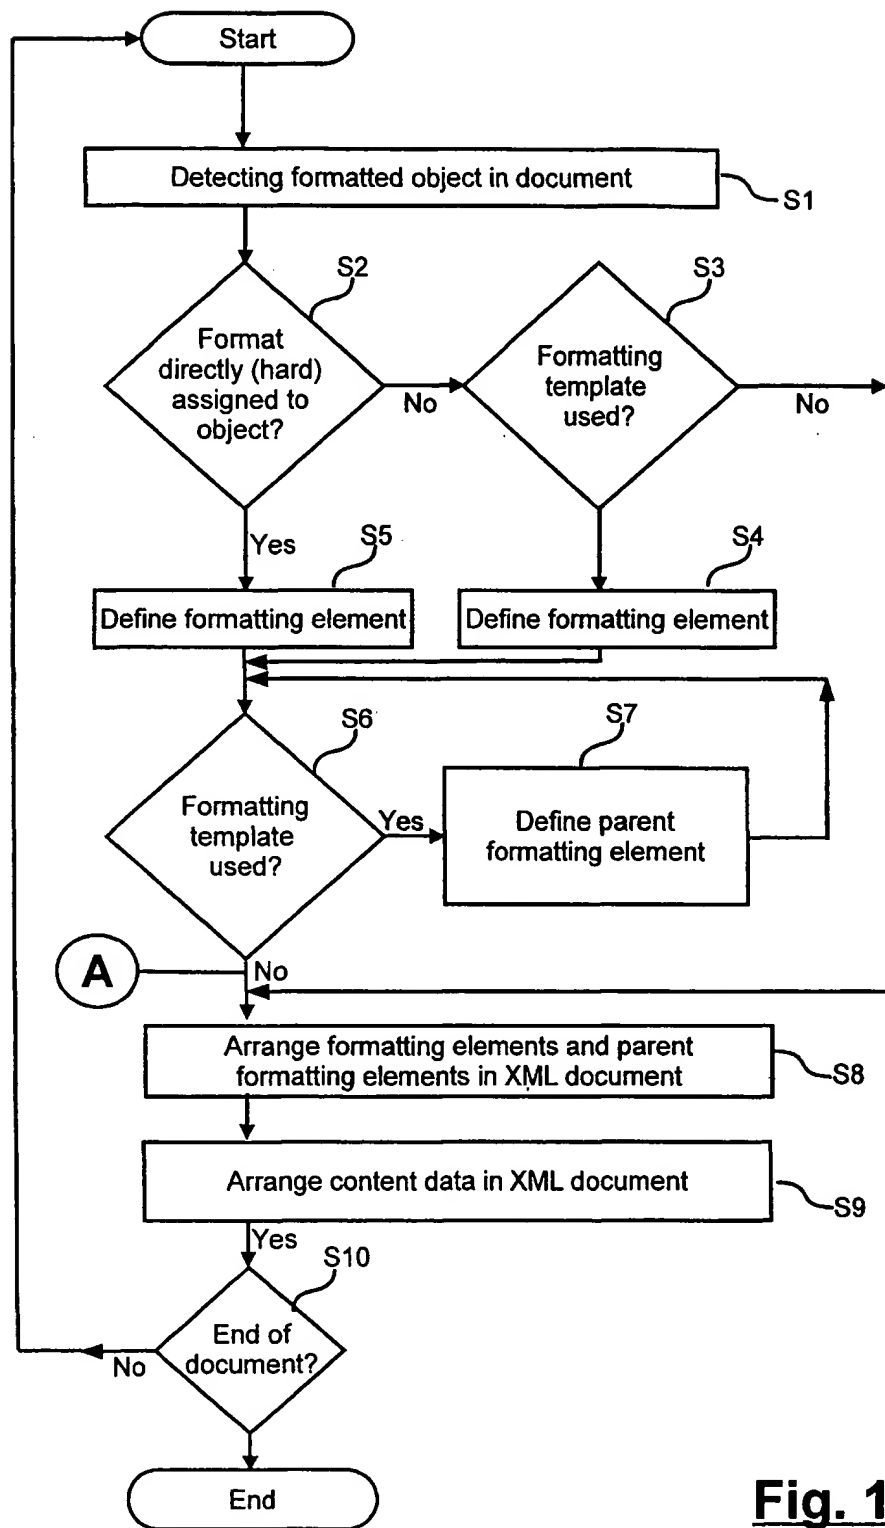 Start
Detecting formatted object in document
S1
S2
S3
Format
directly (hard)
assigned to
object?
No
Formatting
template
used?
No
Yes
S5
S4
Define formatting element
Define formatting element
S6
S7
Formatting
template
used?
Yes
Define parent
formatting element
A
No
Arrange formatting elements and parent
formatting elements in XML document
S8
Arrange content data in XML document
S9
Yes
S10
End of
document?
No
End
Fig. 1